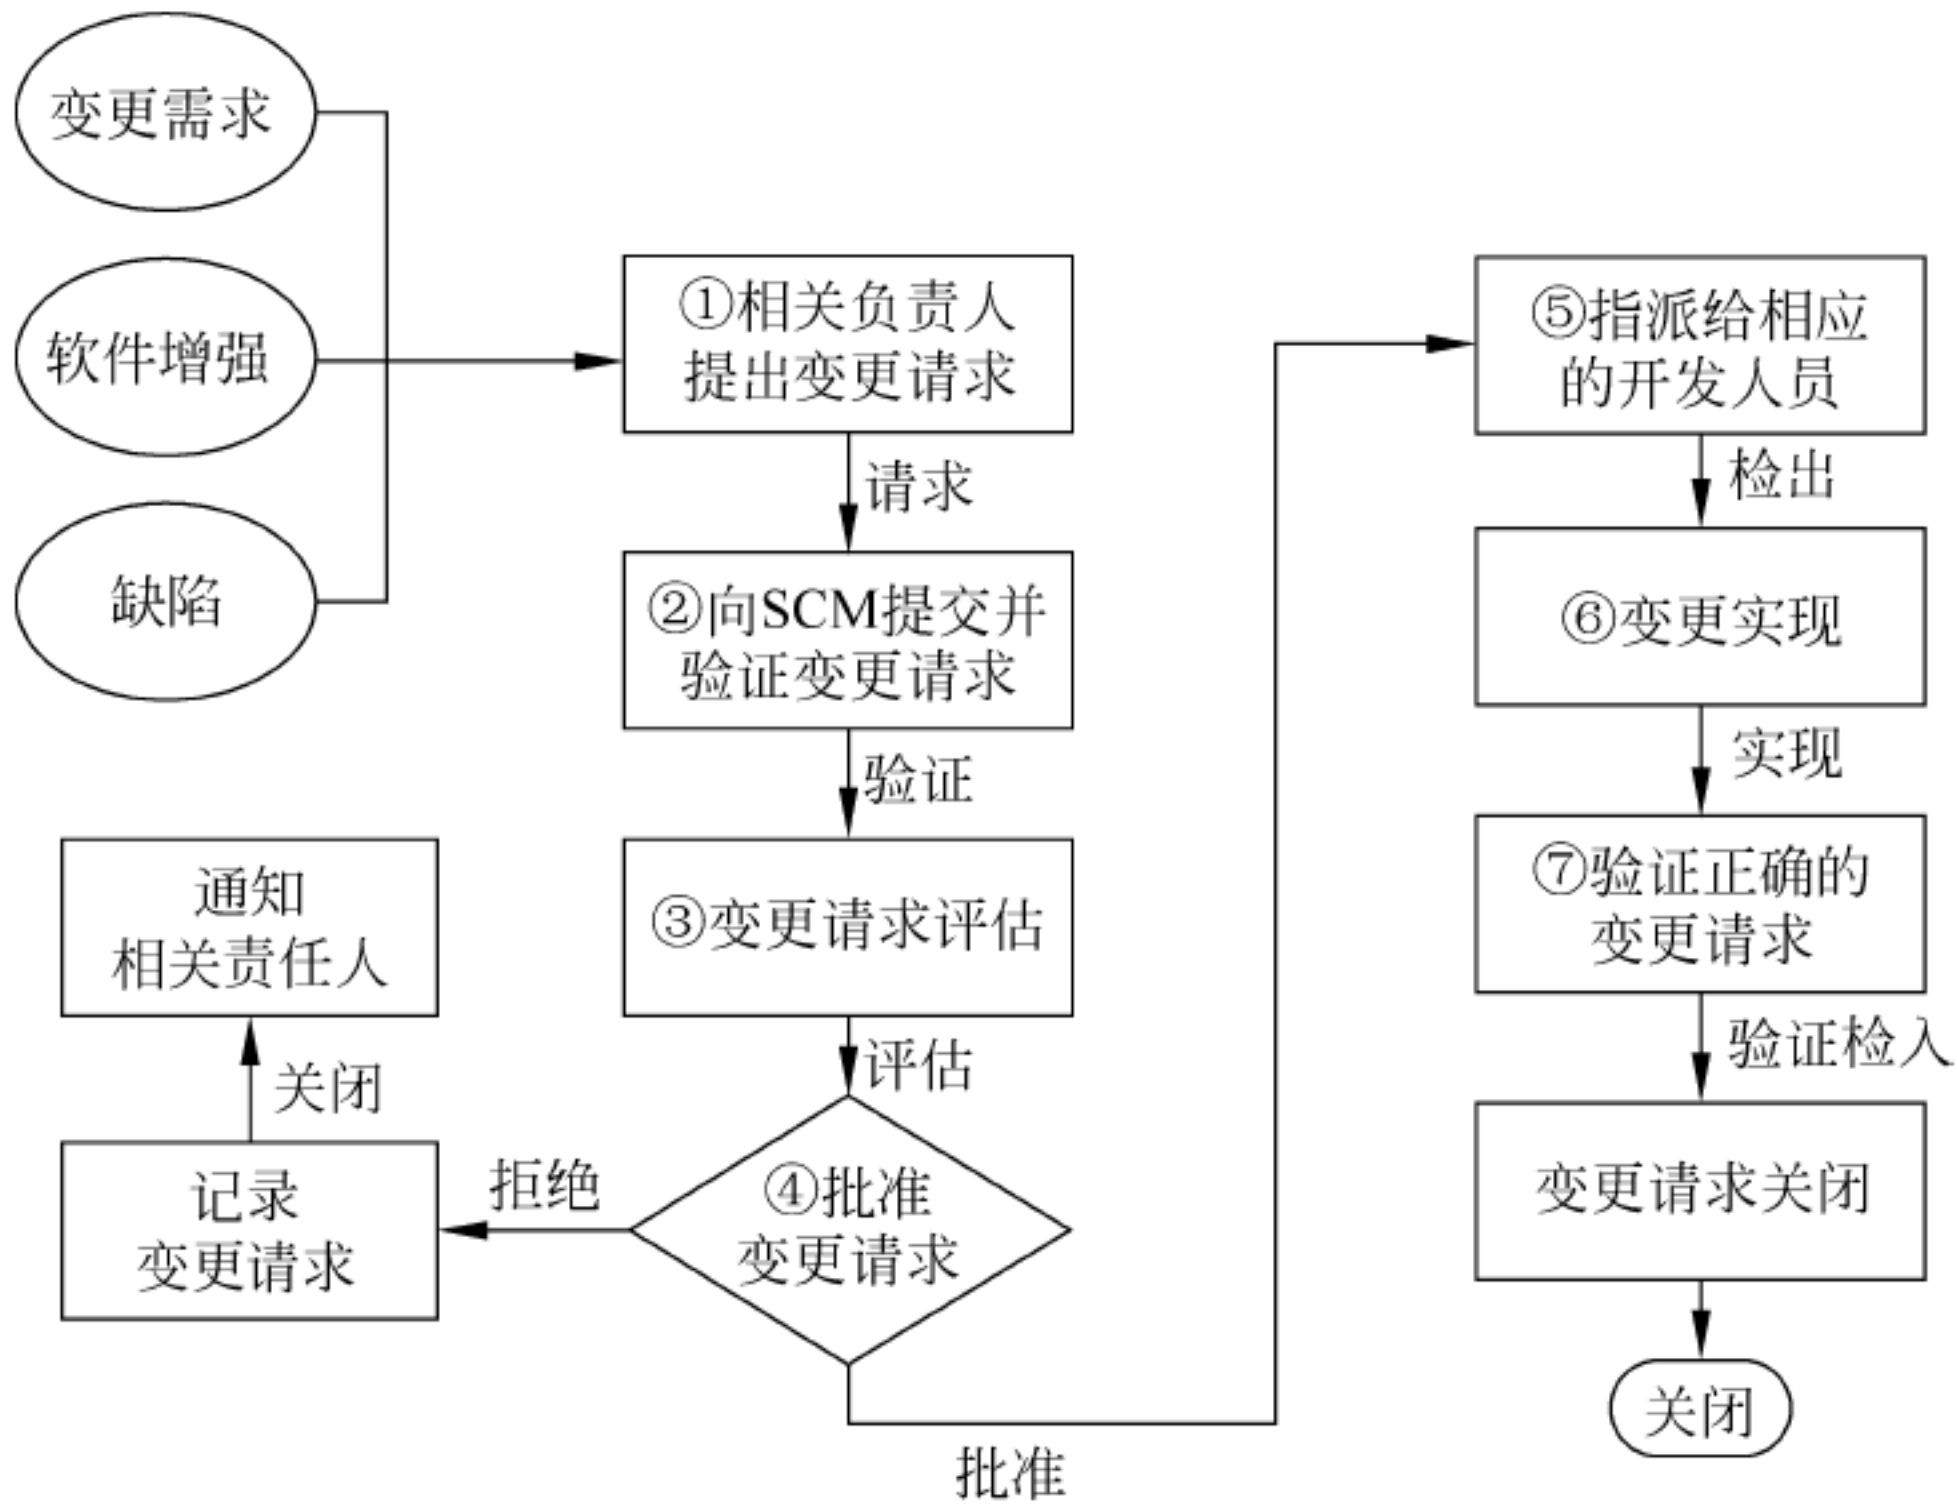 变更需求
软件增强
缺陷
①相关负责人
提出变更请求
请求
②向SCM提交并
验证变更请求
验证
③变更请求评估
评估
④批准
变更请求
拒绝
记录
变更请求
关闭
通知
相关责任人
批准
⑤指派给相应
的开发人员
检出
⑥变更实现
实现
⑦验证正确的
变更请求
验证检入
变更请求关闭
关闭